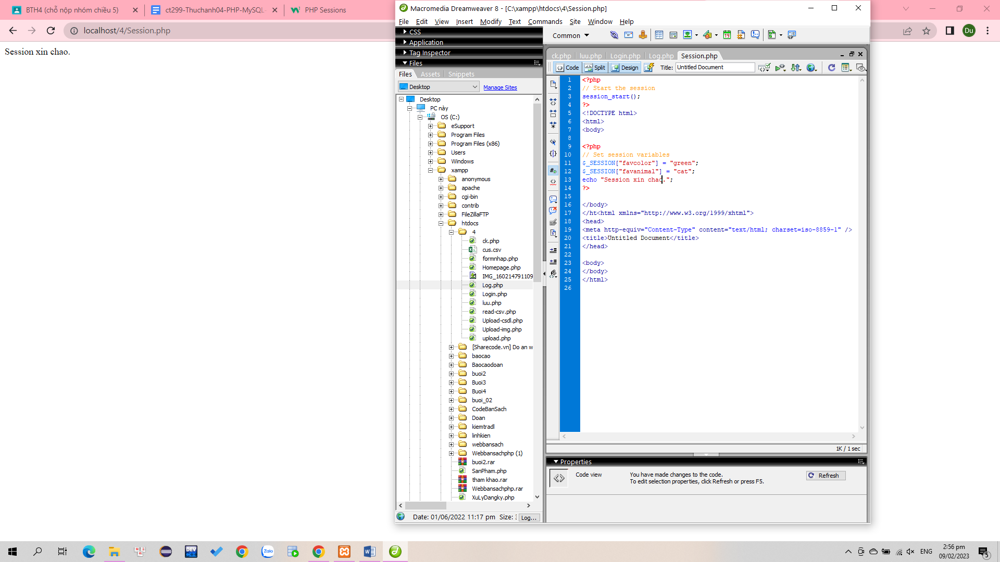 BTH4 (chỗ nộp nhóm chiều 5)
ct299-Thuchanh04-PHP-MySQL-
PHP Sessions
localhost/4/Session.php
Du
Session xin chao.
Macromedia Dreamweaver 8 - [C:\xampp\htdocs\4\Session.php]
File Edit View Insert Modify Text Commands Site Window Help
CSS
Application
Tag Inspector
Files
Files Assets Snippets
Desktop
Manage Sites
Desktop
PC này
OS (C:)
eSupport
Program Files
Program Files (x86)
Users
Windows
xampp
anonymous
apache
cgi-bin
contrib
FileZillaFTP
htdocs
4
ck.php
cus.csv
formnhap.php
Homepage.php
IMG_160214791109
Log.php
Login.php
luu.php
read-csv.php
Upload-csdl.php
Upload-img.php
upload.php
[Sharecode.vn] Do an w
baocao
Baocaodoan
buoi2
Buoi3
Buoi4
buoi_02
CodeBanSach
Doan
kiemtradl
linhkien
webbansach
Webbansachphp (1)
buoi2.rar
SanPham.php
tham khao.rar
Webbansachphp.rar
XuLyDangky.php
Date: 01/06/2022 11:17 pm Size:
Log...
Common
ck.php luu.php Login.php Log.php Session.php
Code Split Design Title: Untitled Document
1 <?php
2 // Start the session
3 session_start();
4 ?>
5 <!DOCTYPE html>
6 <html>
7 <body>
8
9 <?php
10 // Set session variables
11 $_SESSION["favcolor"] = "green";
12 $_SESSION["favanimal"] = "cat";
13 echo "Session xin chao.";
14 ?>
15
16 </body>
17 </ht<html xmlns="http://www.w3.org/1999/xhtml">
18 <head>
19 <meta http-equiv="Content-Type" content="text/html; charset=iso-8859-1" />
20 <title>Untitled Document</title>
21 </head>
22
23 <body>
24 </body>
25 </html>
26
1K / 1 sec
Properties
Code view
You have made changes to the code.
To edit selection properties, click Refresh or press F5.
Refresh
Zalo
DEV
ENG
2:56 pm
09/02/2023
5